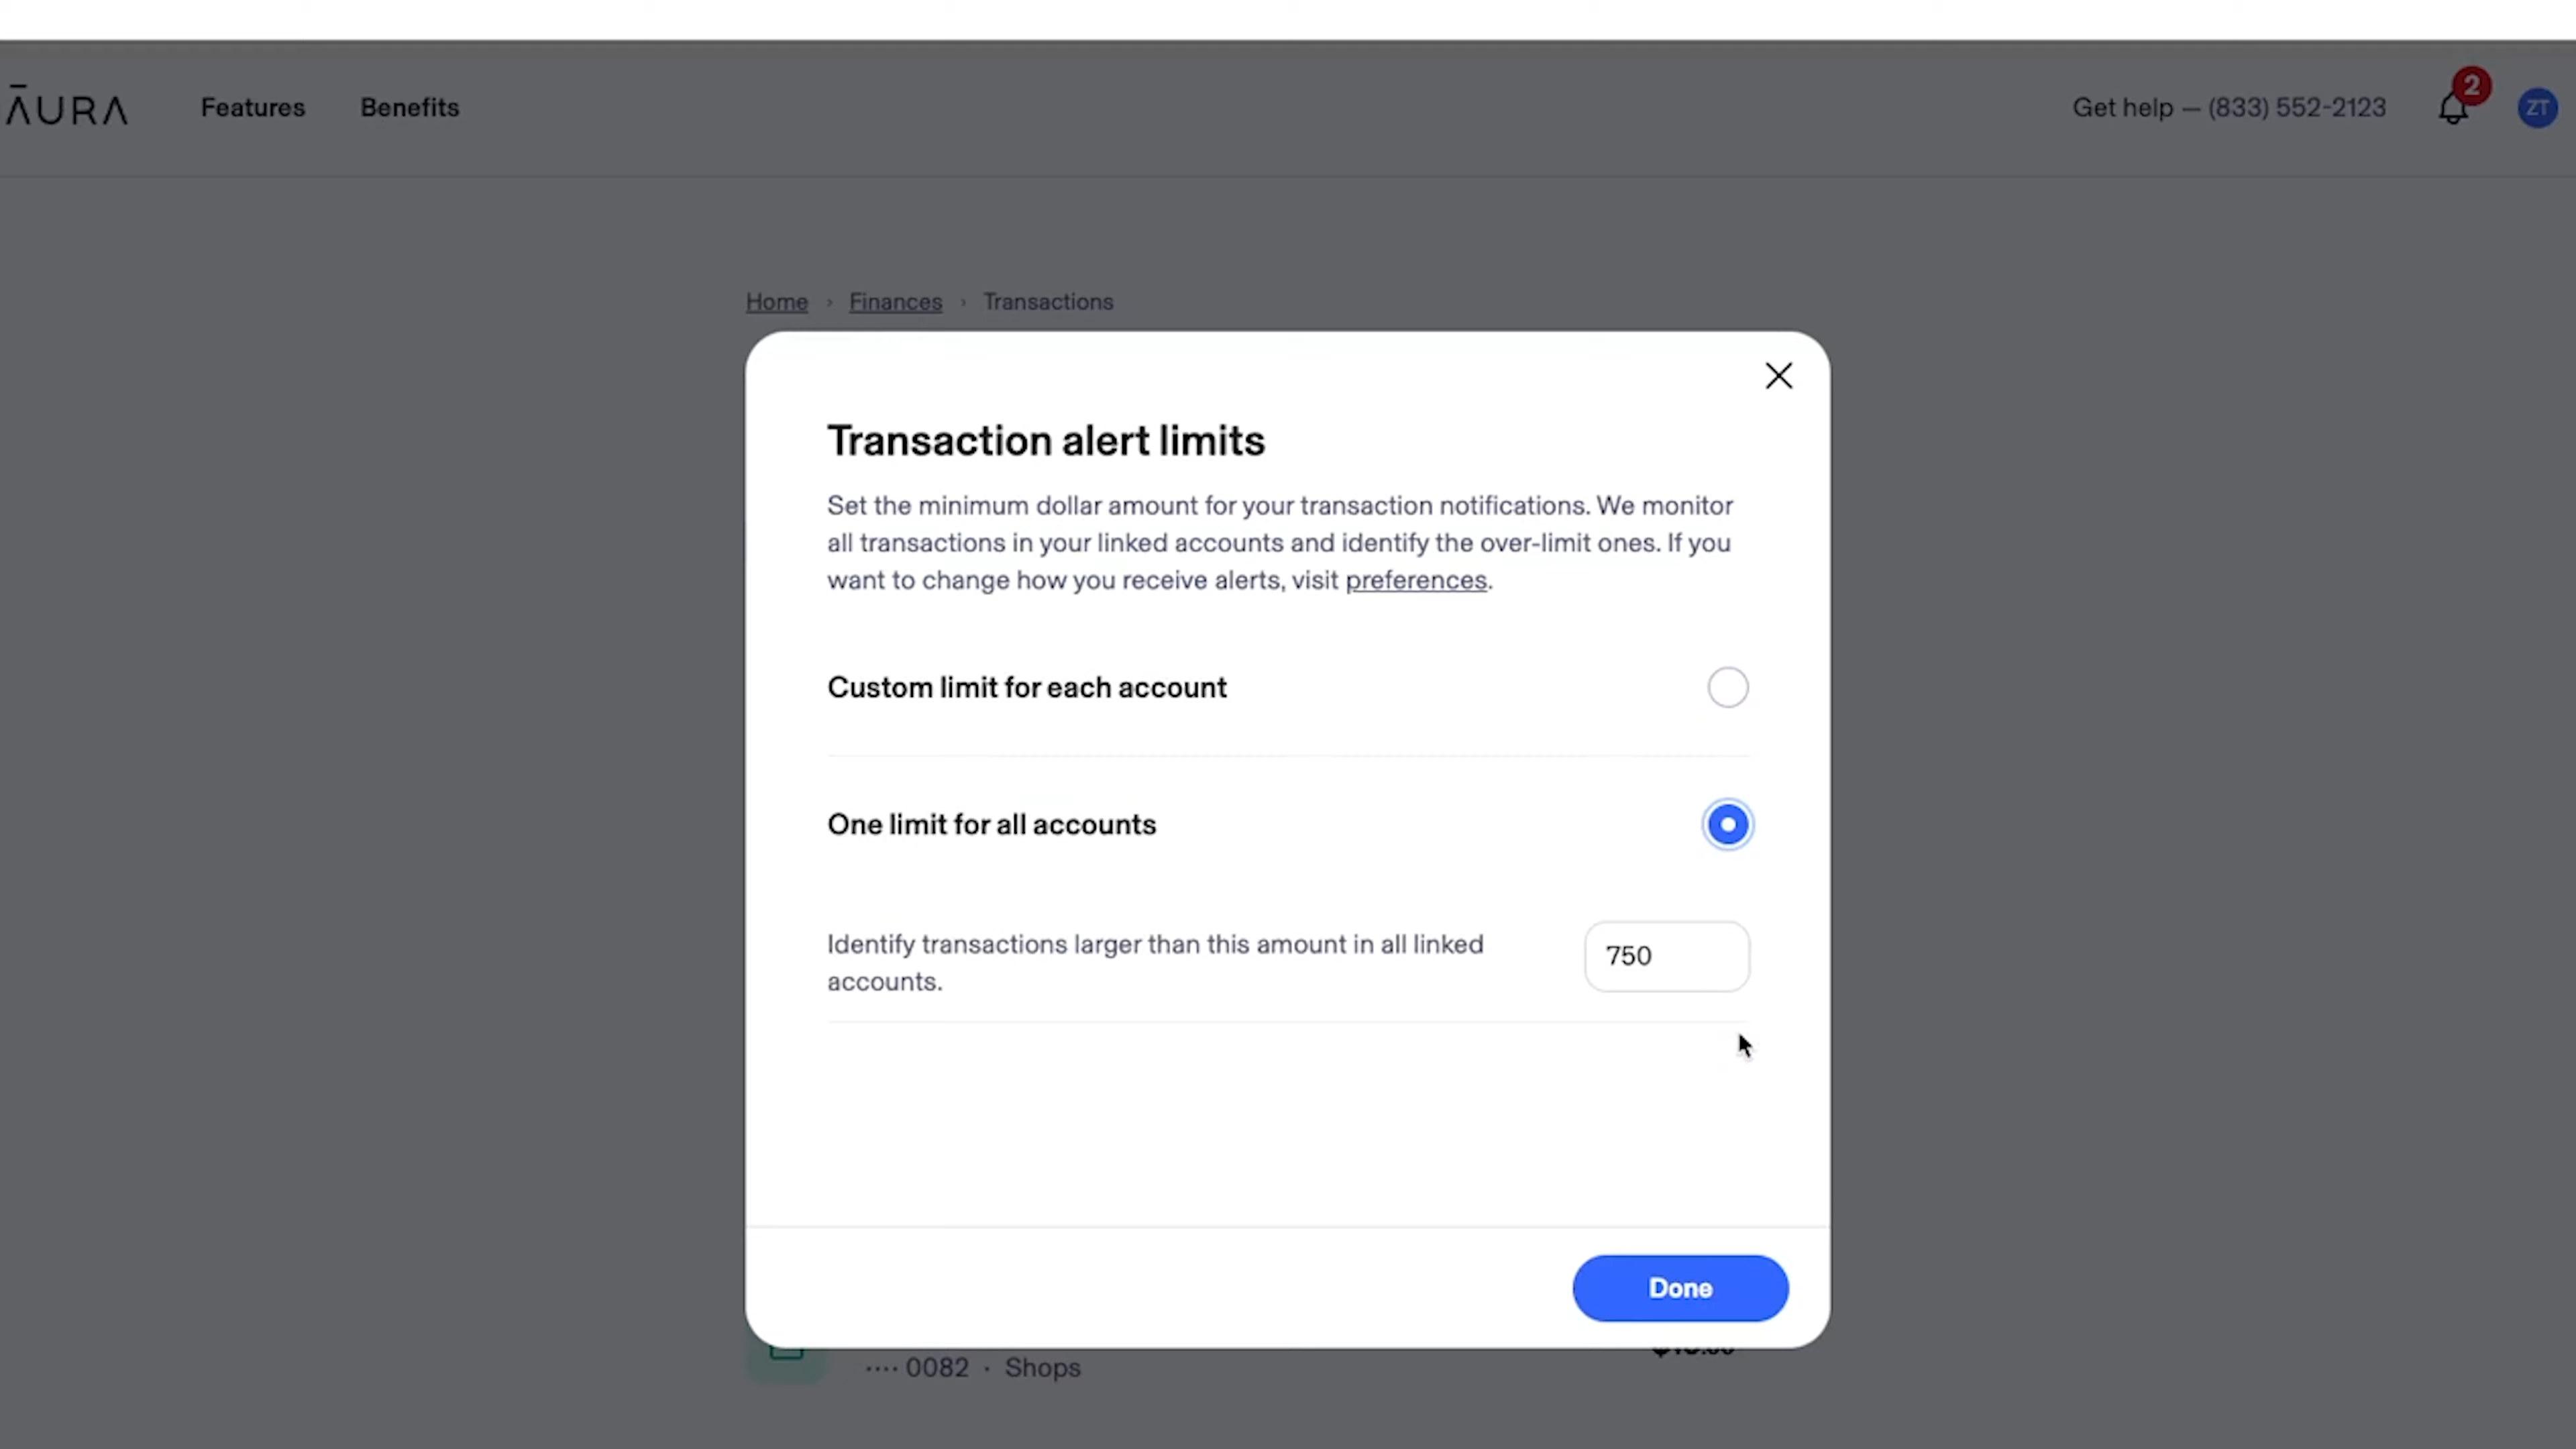 ĀURA Features Benefits Get help — (833) 552-2123 2 ZT
Home › Finances › Transactions
Transaction alert limits
Set the minimum dollar amount for your transaction notifications. We monitor
all transactions in your linked accounts and identify the over-limit ones. If you
want to change how you receive alerts, visit preferences.
Custom limit for each account
One limit for all accounts
Identify transactions larger than this amount in all linked
accounts.
750
Done
···· 0082 · Shops